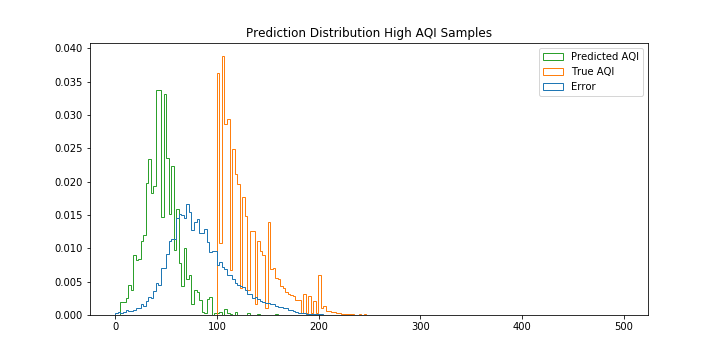 Prediction Distribution High AQI Samples
0.040
0.035
0.030
0.025
0.020
0.015
0.010
0.005
0.000
Predicted AQI
True AQI
Error
0 100 200 300 400 500